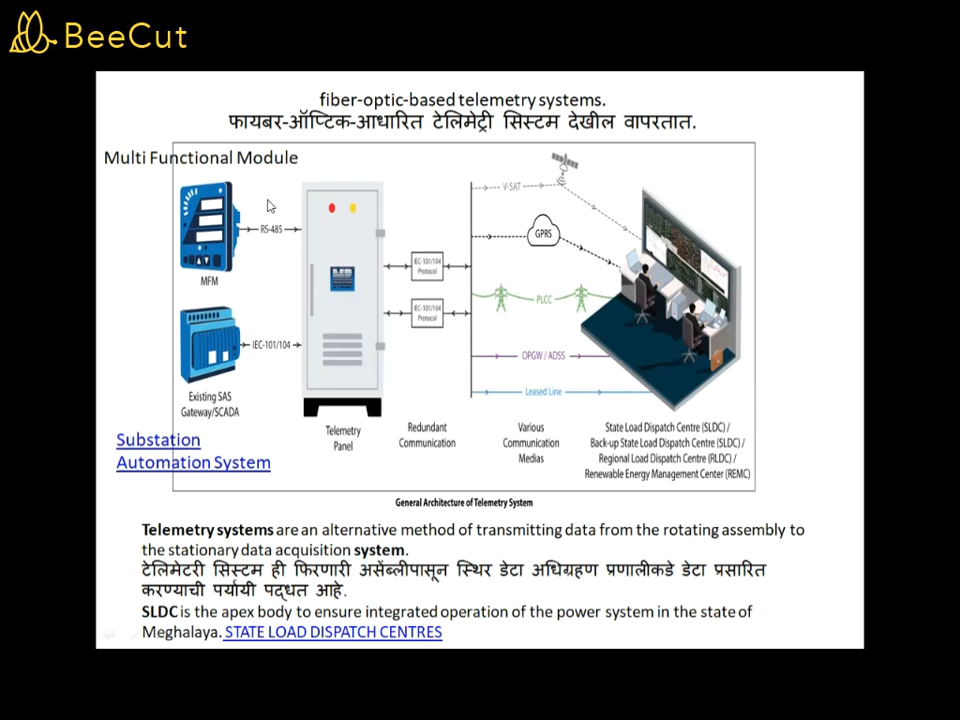 BeeCut
fiber-optic-based telemetry systems.
फायबर-ऑप्टिक-आधारित टेलिमेट्री सिस्टम देखील वापरतात.
Multi Functional Module
V-SAT
RS-485
GPRS
MFM
IEC-101/104
Protocol
PLCC
IEC-101/104
Protocol
IEC-101/104
OPGW / ADSS
Leased Line
Existing SAS
Gateway/SCADA
Telemetry
Panel
Redundant
Communication
Various
Communication
Medias
State Load Dispatch Centre (SLDC) /
Back-up State Load Dispatch Centre (SLDC) /
Regional Load Dispatch Centre (RLDC) /
Renewable Energy Management Center (REMC)
Substation
Automation System
General Architecture of Telemetry System
Telemetry systems are an alternative method of transmitting data from the rotating assembly to
the stationary data acquisition system.
टेलिमेटरी सिस्टम ही फिरणारी असेंब्लीपासून स्थिर डेटा अधिग्रहण प्रणालीकडे डेटा प्रसारित
करण्याची पर्यायी पद्धत आहे.
SLDC is the apex body to ensure integrated operation of the power system in the state of
Meghalaya. STATE LOAD DISPATCH CENTRES